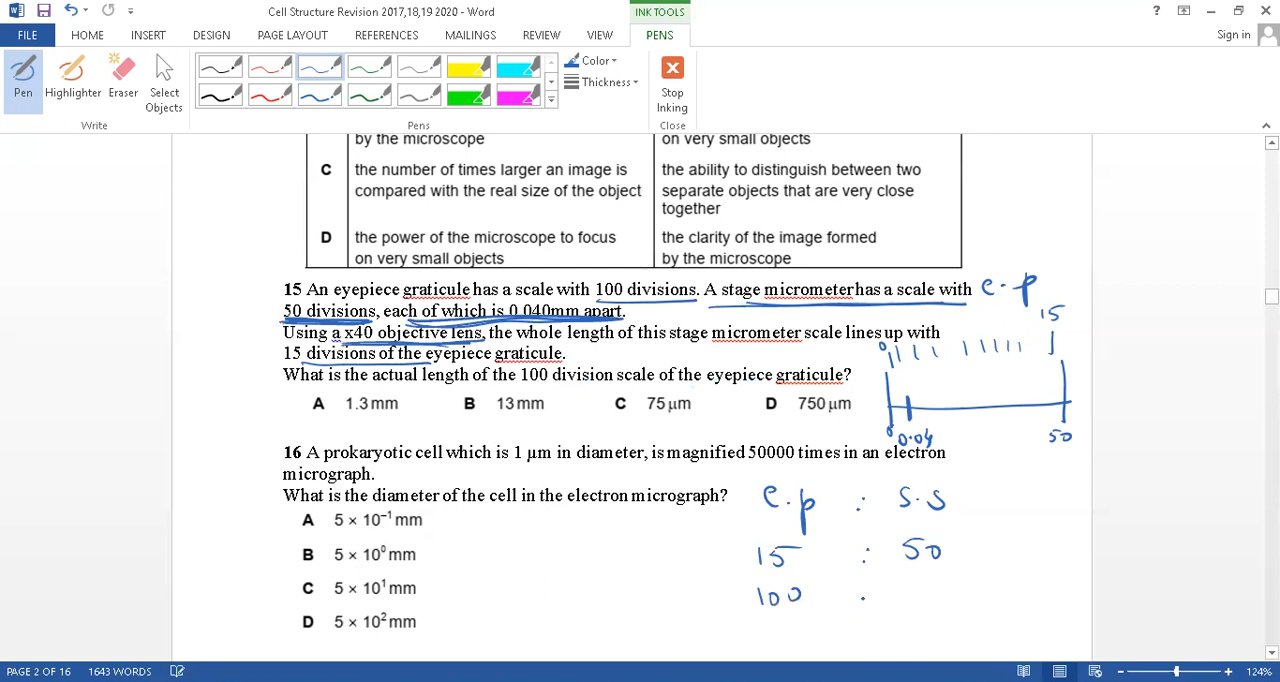 Cell Structure Revision 2017,18,19 2020 - Word
INK TOOLS
FILE HOME INSERT DESIGN PAGE LAYOUT REFERENCES MAILINGS REVIEW VIEW PENS Sign in
Pen Highlighter Eraser Select Objects
Color
Thickness
Stop Inking
Write Pens Close
by the microscope on very small objects
C the number of times larger an image is the ability to distinguish between two
compared with the real size of the object separate objects that are very close
together
D the power of the microscope to focus the clarity of the image formed
on very small objects by the microscope
15 An eyepiece graticule has a scale with 100 divisions. A stage micrometer has a scale with e.p
50 divisions, each of which is 0.040mm apart. 15
Using a x40 objective lens, the whole length of this stage micrometer scale lines up with
15 divisions of the eyepiece graticule. 0
What is the actual length of the 100 division scale of the eyepiece graticule?
A 1.3 mm B 13 mm C 75 µm D 750 µm
0 0.04 50
16 A prokaryotic cell which is 1 µm in diameter, is magnified 50000 times in an electron
micrograph.
What is the diameter of the cell in the electron micrograph? e.p : s.s
A 5 × 10⁻¹ mm
B 5 × 10⁰ mm 15 : 50
C 5 × 10¹ mm 100 .
D 5 × 10² mm
PAGE 2 OF 16 1643 WORDS 124%